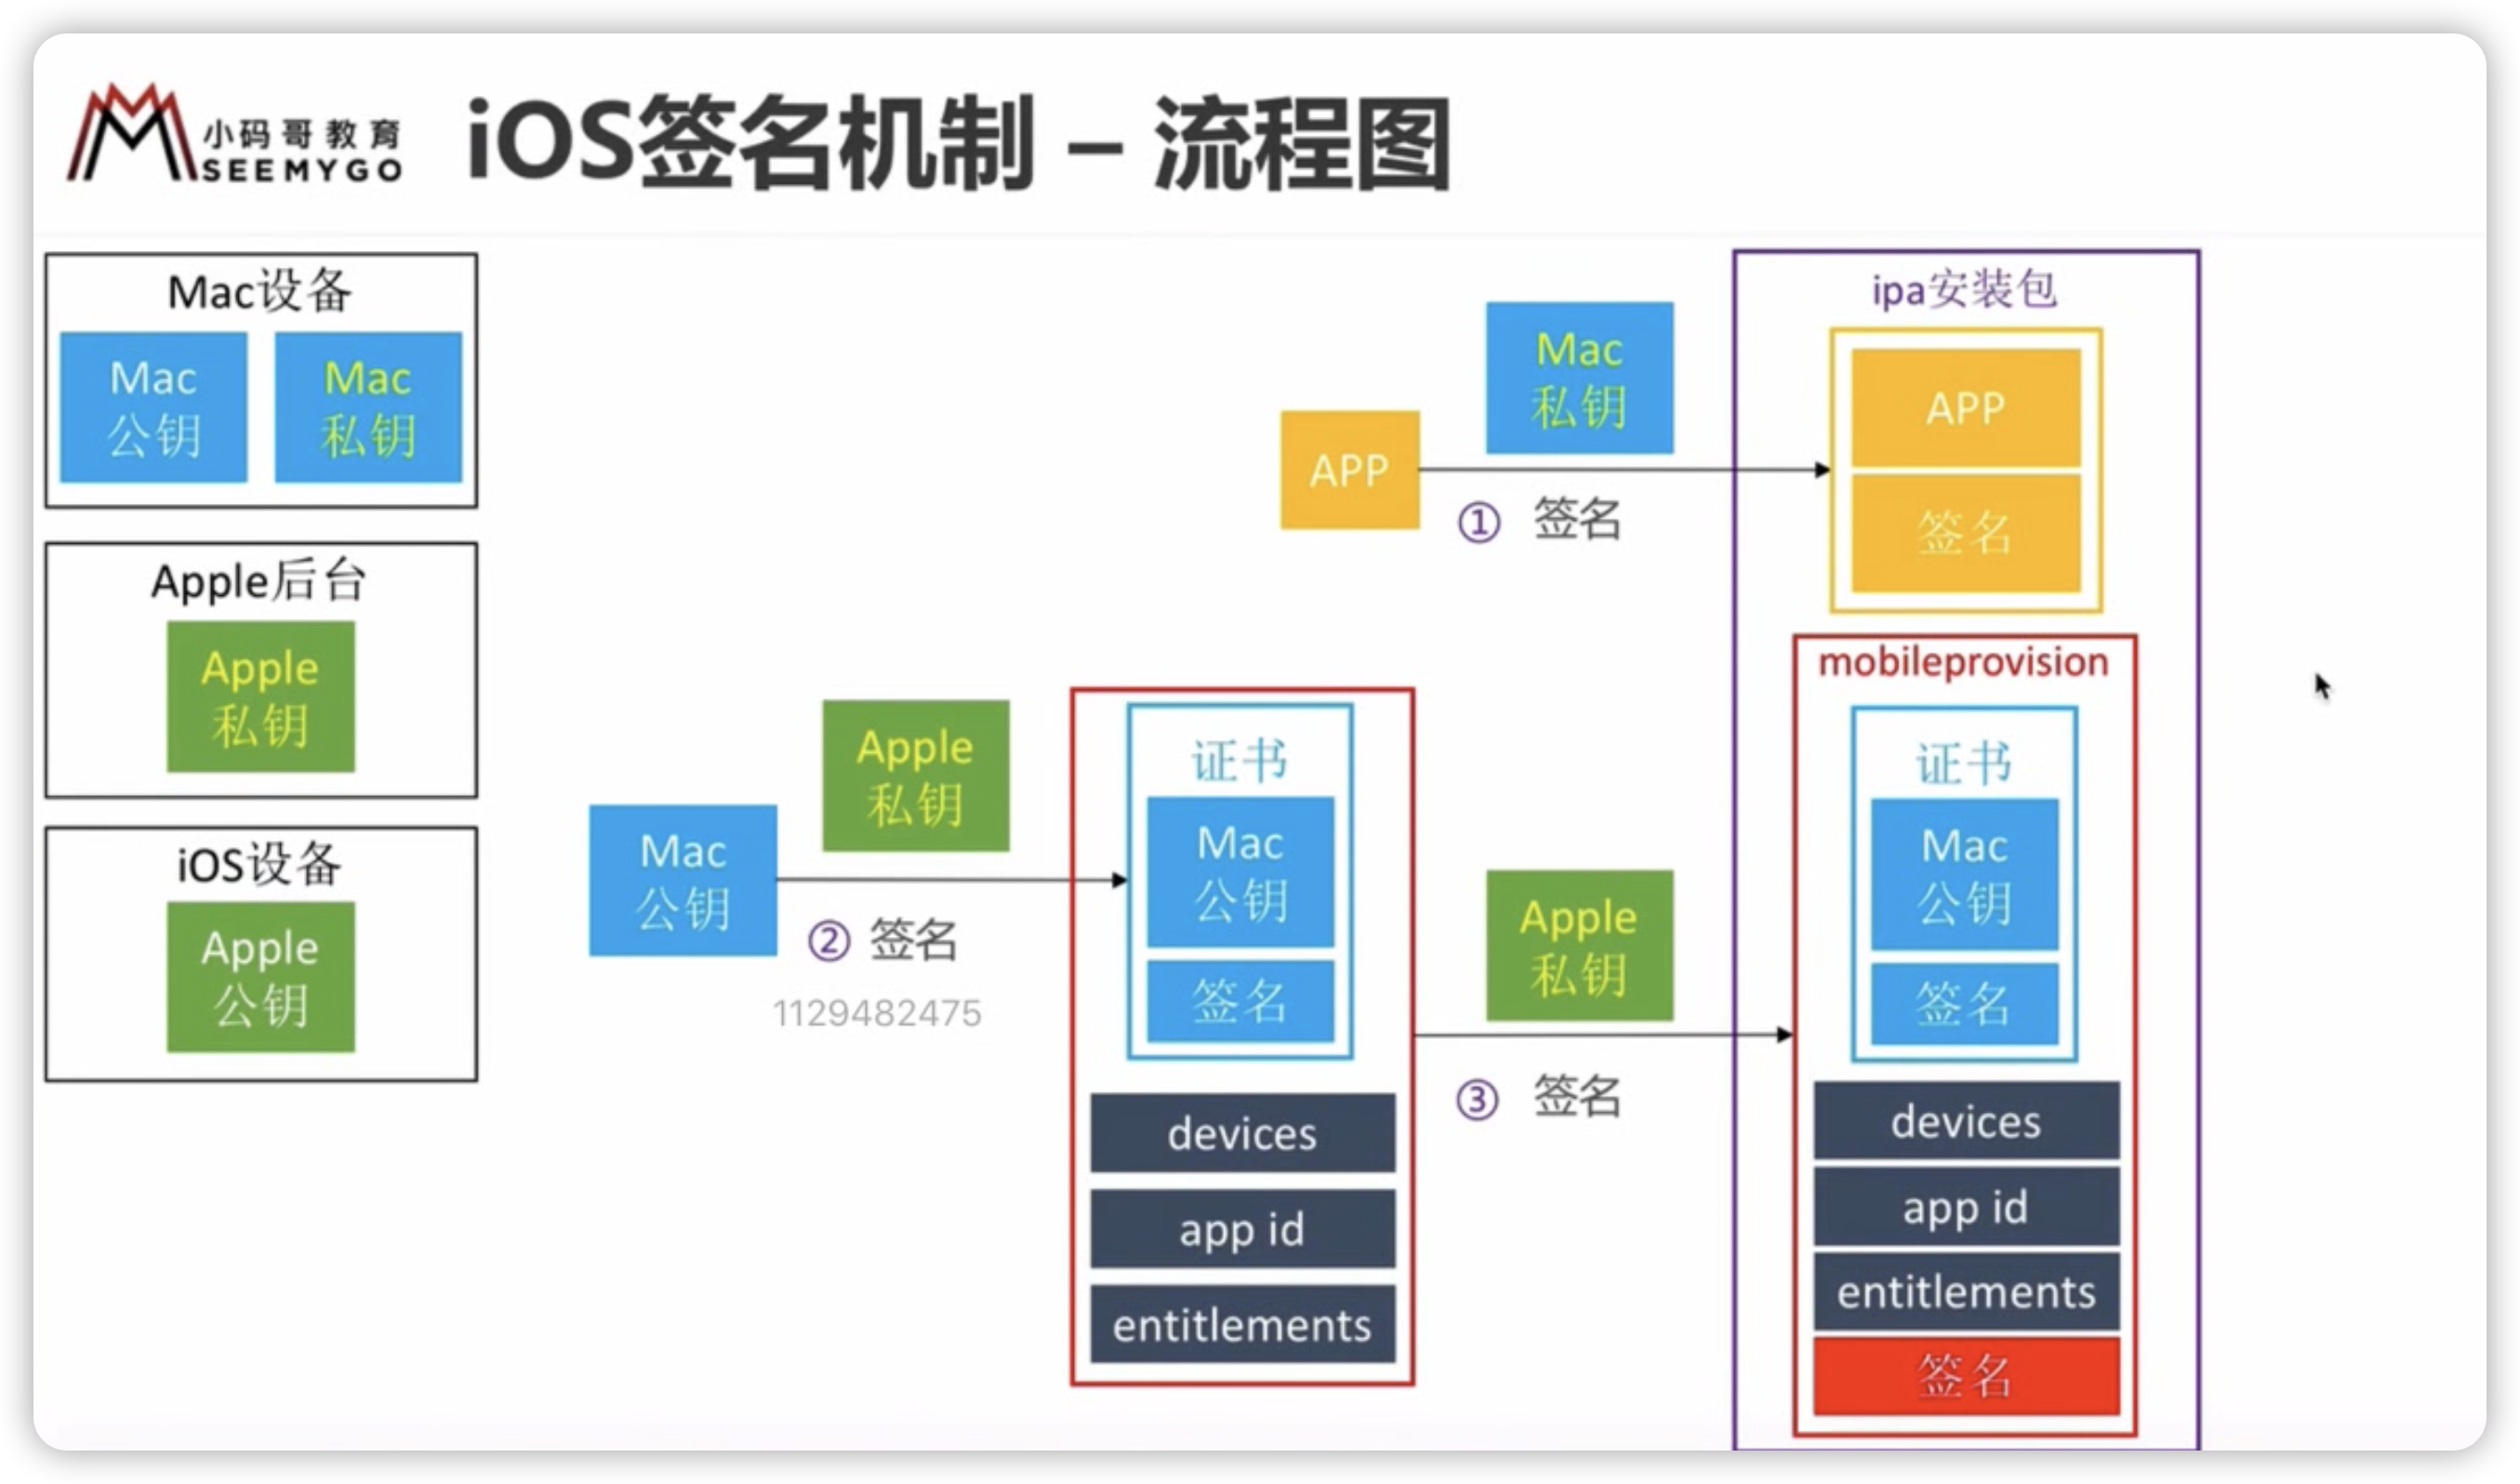 小码哥教育
SEEMYGO
iOS签名机制 – 流程图
Mac设备
Mac
公钥
Mac
私钥
Apple后台
Apple
私钥
iOS设备
Apple
公钥
APP
Mac
私钥
① 签名
Mac
公钥
Apple
私钥
② 签名
1129482475
证书
Mac
公钥
签名
devices
app id
entitlements
Apple
私钥
③ 签名
ipa安装包
APP
签名
mobileprovision
证书
Mac
公钥
签名
devices
app id
entitlements
签名